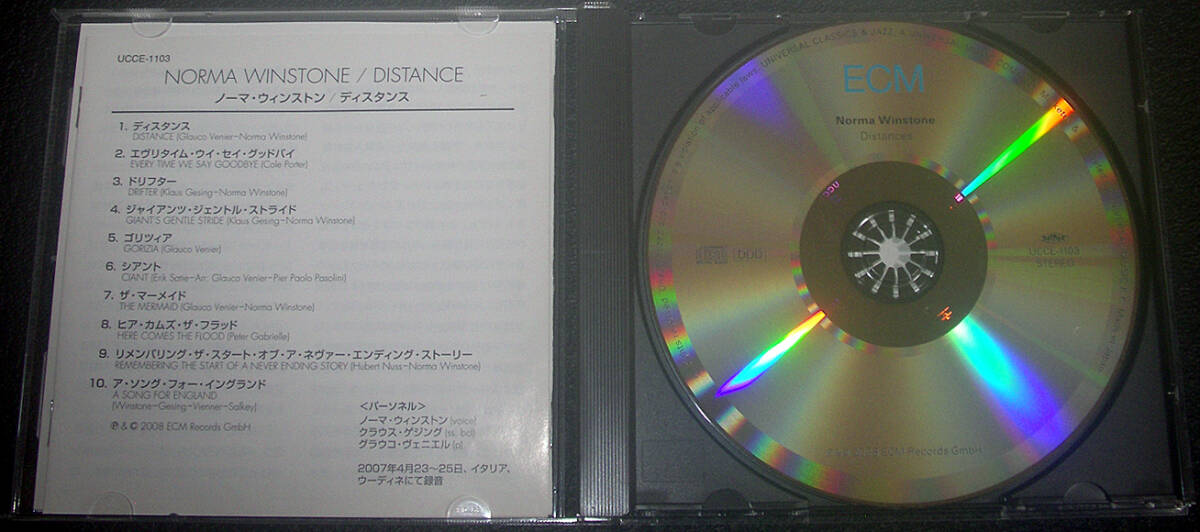 UCCE-1103
NORMA WINSTONE / DISTANCE
ノーマ・ウィンストン / ディスタンス
1. ディスタンス
DISTANCE (Glauco Venier-Norma Winstone)
2. エヴリタイム・ウイ・セイ・グッドバイ
EVERY TIME WE SAY GOODBYE (Cole Porter)
3. ドリフター
DRIFTER (Klaus Gesing-Norma Winstone)
4. ジャイアンツ・ジェントル・ストライド
GIANT'S GENTLE STRIDE (Klaus Gesing-Norma Winstone)
5. ゴリツィア
GORIZIA (Glauco Venier)
6. シアント
CIANT (Erik Satie-Arr: Glauco Venier-Pier Paolo Pasolini)
7. ザ・マーメイド
THE MERMAID (Glauco Venier-Norma Winstone)
8. ヒア・カムズ・ザ・フラッド
HERE COMES THE FLOOD (Peter Gabrielle)
9. リメンバリング・ザ・スタート・オブ・ア・ネヴァー・エンディング・ストーリー
REMEMBERING THE START OF A NEVER ENDING STORY (Hubert Nuss-Norma Winstone)
10. ア・ソング・フォー・イングランド
A SONG FOR ENGLAND
(Winstone-Gesing-Vienner-Salkey)
℗ & © 2008 ECM Records GmbH
<パーソネル>
ノーマ・ウィンストン (voice)
クラウス・ゲジング (ss, bcl)
グラウコ・ヴェニエル (p)
2007年4月23~25日、イタリア、
ウーディネにて録音
ECM
Norma Winstone
Distances
UCCE-1103
STEREO
ECM Records GmbH
of applicable laws. UNIVERSAL CLASSICS & JAZZ, A